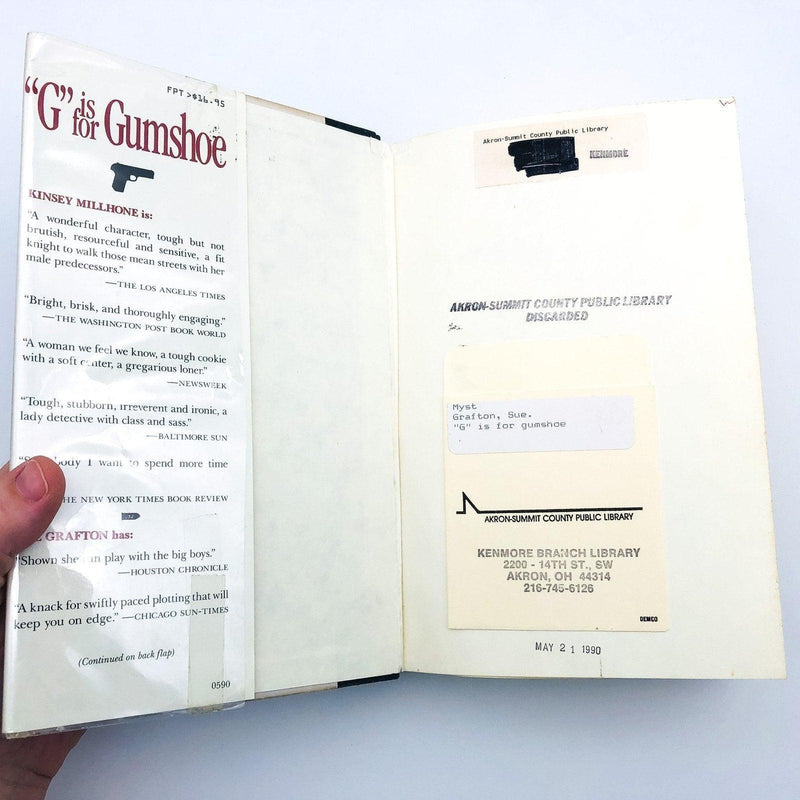 FPT >$16.95
"G" is for Gumshoe
KINSEY MILLHONE is:
"A wonderful character, tough but not
brutish, resourceful and sensitive, a fit
knight to walk those mean streets with her
male predecessors."
—THE LOS ANGELES TIMES
"Bright, brisk, and thoroughly engaging."
—THE WASHINGTON POST BOOK WORLD
"A woman we feel we know, a tough cookie
with a soft center, a gregarious loner."
—NEWSWEEK
"Tough, stubborn, irreverent and ironic, a
lady detective with class and sass."
—BALTIMORE SUN
I want to spend more time
THE NEW YORK TIMES BOOK REVIEW
GRAFTON has:
"Shown she can play with the big boys."
—HOUSTON CHRONICLE
"A knack for swiftly paced plotting that will
keep you on edge." —CHICAGO SUN-TIMES
(Continued on back flap)
0590
Akron-Summit County Public Library
KENMORE
AKRON-SUMMIT COUNTY PUBLIC LIBRARY
DISCARDED
Myst
Grafton, Sue.
"G" is for gumshoe
AKRON-SUMMIT COUNTY PUBLIC LIBRARY
KENMORE BRANCH LIBRARY
2200 - 14TH ST., SW
AKRON, OH 44314
216-745-6126
DEMCO
MAY 21 1990